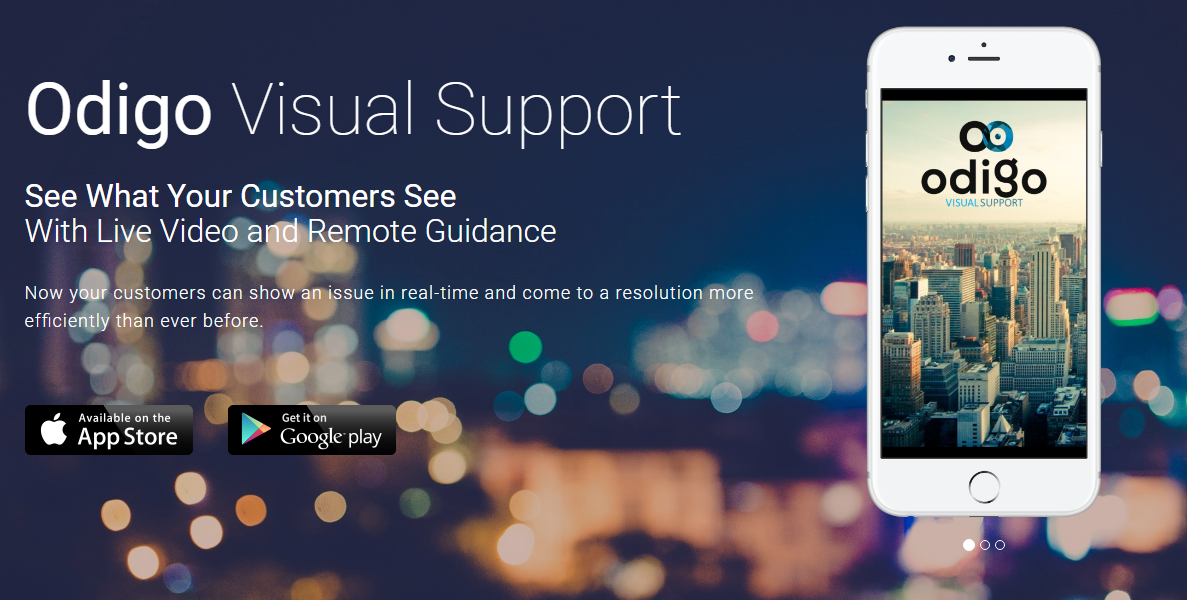 Odigo Visual Support
See What Your Customers See
With Live Video and Remote Guidance
Now your customers can show an issue in real-time and come to a resolution more
efficiently than ever before.
Available on the
App Store
Get it on
Google play
odigo
VISUAL SUPPORT